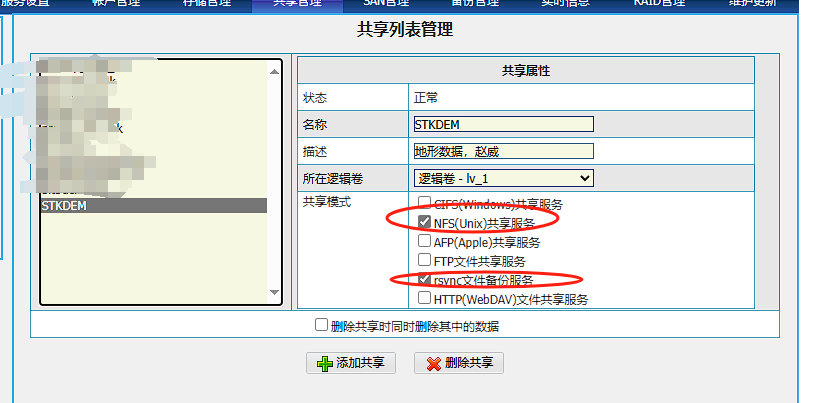 服务设置 帐户管理 存储管理 共享管理 SAN管理 备份管理 实时信息 RAID管理 维护更新
共享列表管理
STKDEM
共享属性
状态 正常
名称 STKDEM
描述 地形数据，赵威
所在逻辑卷 逻辑卷 - lv_1
共享模式 CIFS(Windows)共享服务
NFS(Unix)共享服务
AFP(Apple)共享服务
FTP文件共享服务
rsync文件备份服务
HTTP(WebDAV)文件共享服务
删除共享时同时删除其中的数据
添加共享 删除共享